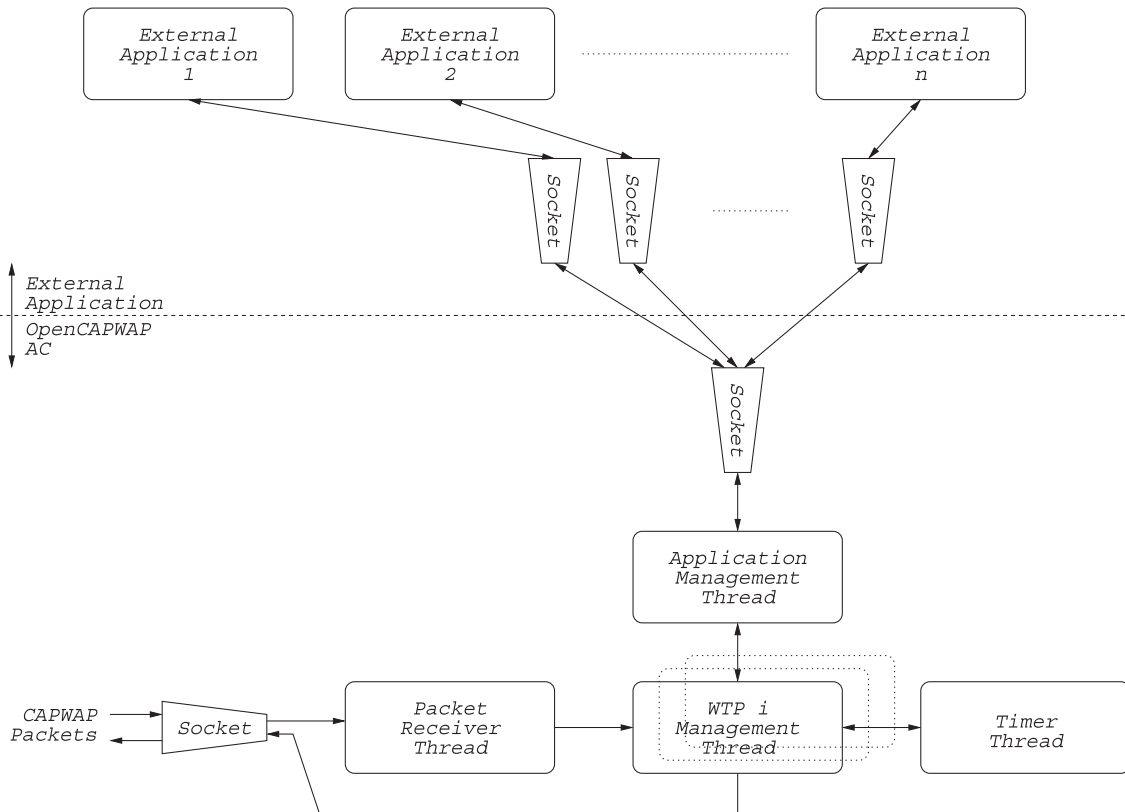 External
Application
1
External
Application
2
External
Application
n
Socket
Socket
Socket
External
Application
OpenCAPWAP
AC
Socket
Application
Management
Thread
CAPWAP
Packets
Socket
Packet
Receiver
Thread
WTP i
Management
Thread
Timer
Thread